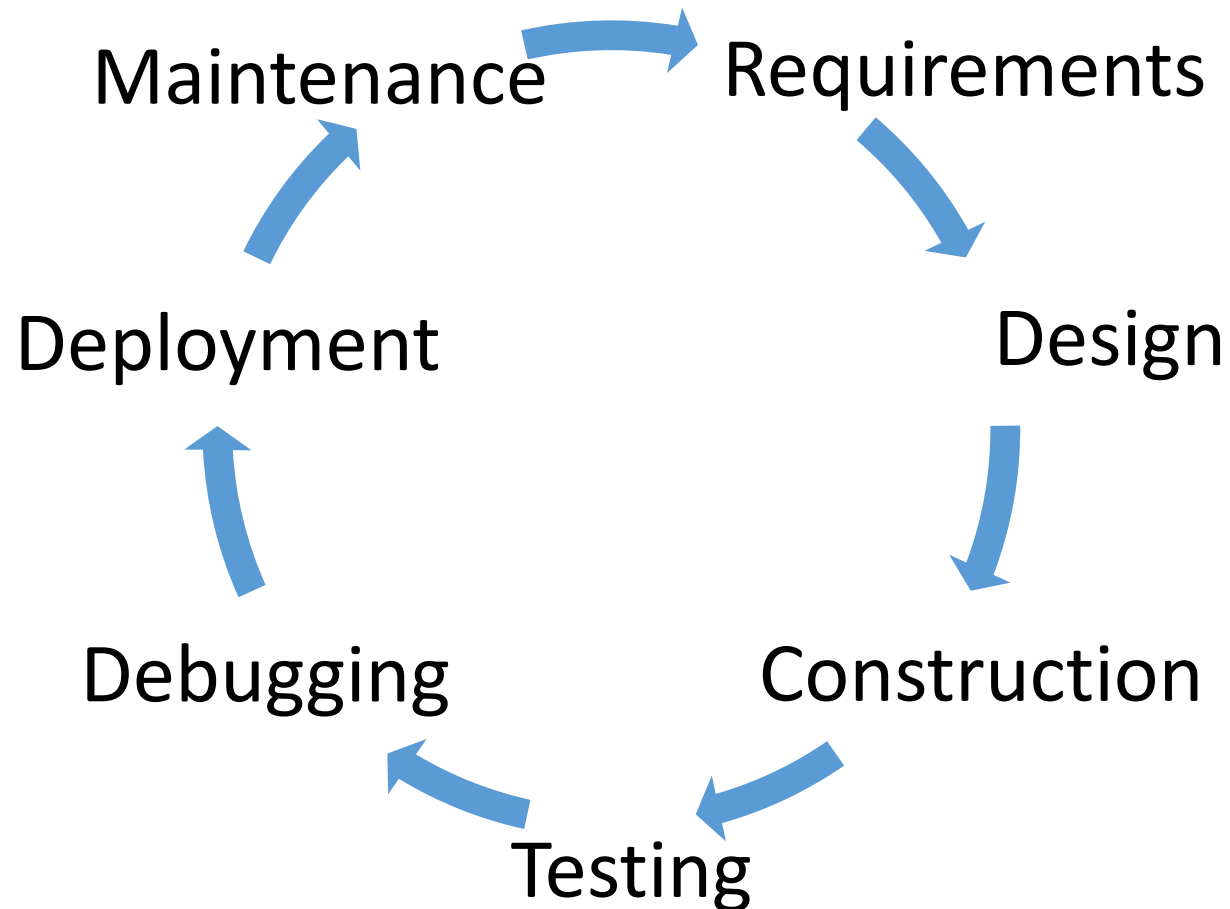 Maintenance
Requirements
Deployment
Design
Debugging
Construction
Testing